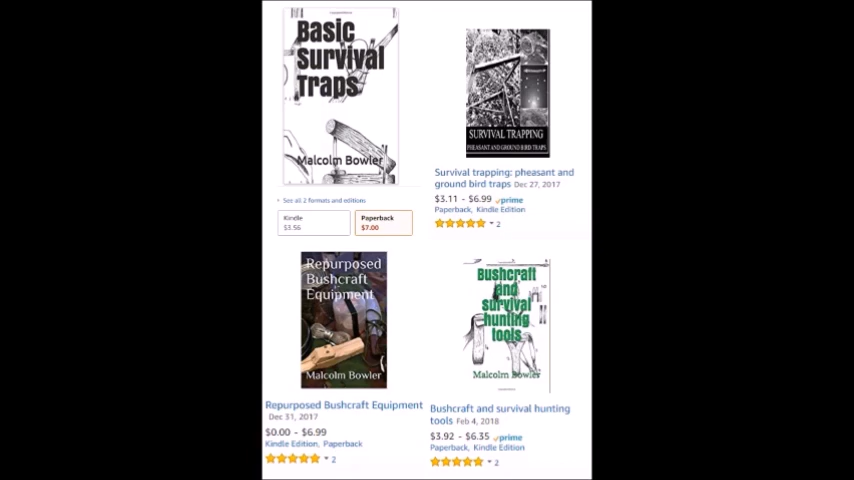 Basic
Survival
Traps
Malcolm Bowler
See all 2 formats and editions
Kindle
$3.56
Paperback
$7.00
SURVIVAL TRAPPING
PHEASANT AND GROUND BIRD TRAPS
Survival trapping: pheasant and
ground bird traps Dec 27, 2017
$3.11 - $6.99 prime
Paperback, Kindle Edition
2
Repurposed
Bushcraft
Equipment
Malcolm Bowler
Repurposed Bushcraft Equipment
Dec 31, 2017
$0.00 - $6.99
Kindle Edition, Paperback
2
Bushcraft
and
survival
hunting
tools
Malcolm Bowler
Bushcraft and survival hunting
tools Feb 4, 2018
$3.92 - $6.35 prime
Paperback, Kindle Edition
2